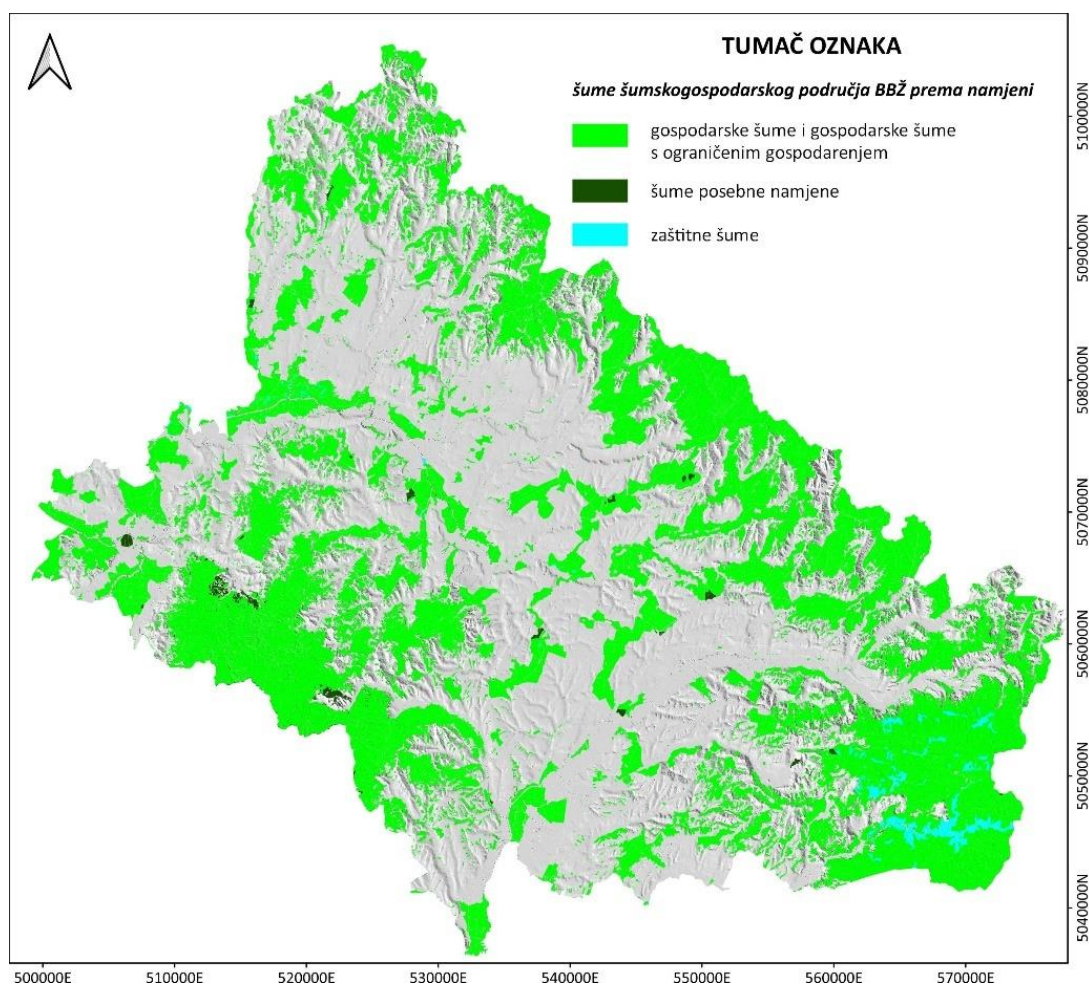 TUMAČ OZNAKA
šume šumskogospodarskog područja BBŽ prema namjeni
gospodarske šume i gospodarske šume
s ograničenim gospodarenjem
šume posebne namjene
zaštitne šume
5100000N
5090000N
5080000N
5070000N
5060000N
5050000N
5040000N
500000E
510000E
520000E
530000E
540000E
550000E
560000E
570000E